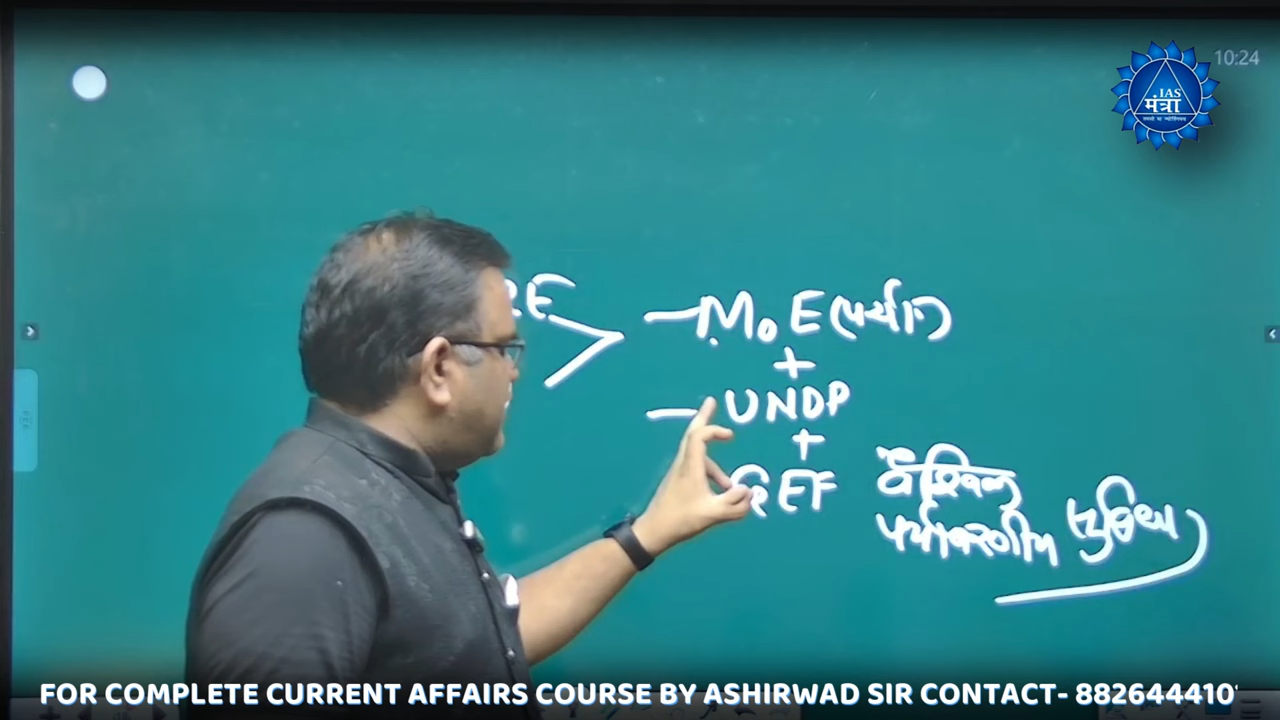 10:24
IAS
मंत्रा
MoE (पर्या०)
+
UNDP
+
GEF वैश्विक
पर्यावरणीय सुविधा
FOR COMPLETE CURRENT AFFAIRS COURSE BY ASHIRWAD SIR CONTACT- 882644410